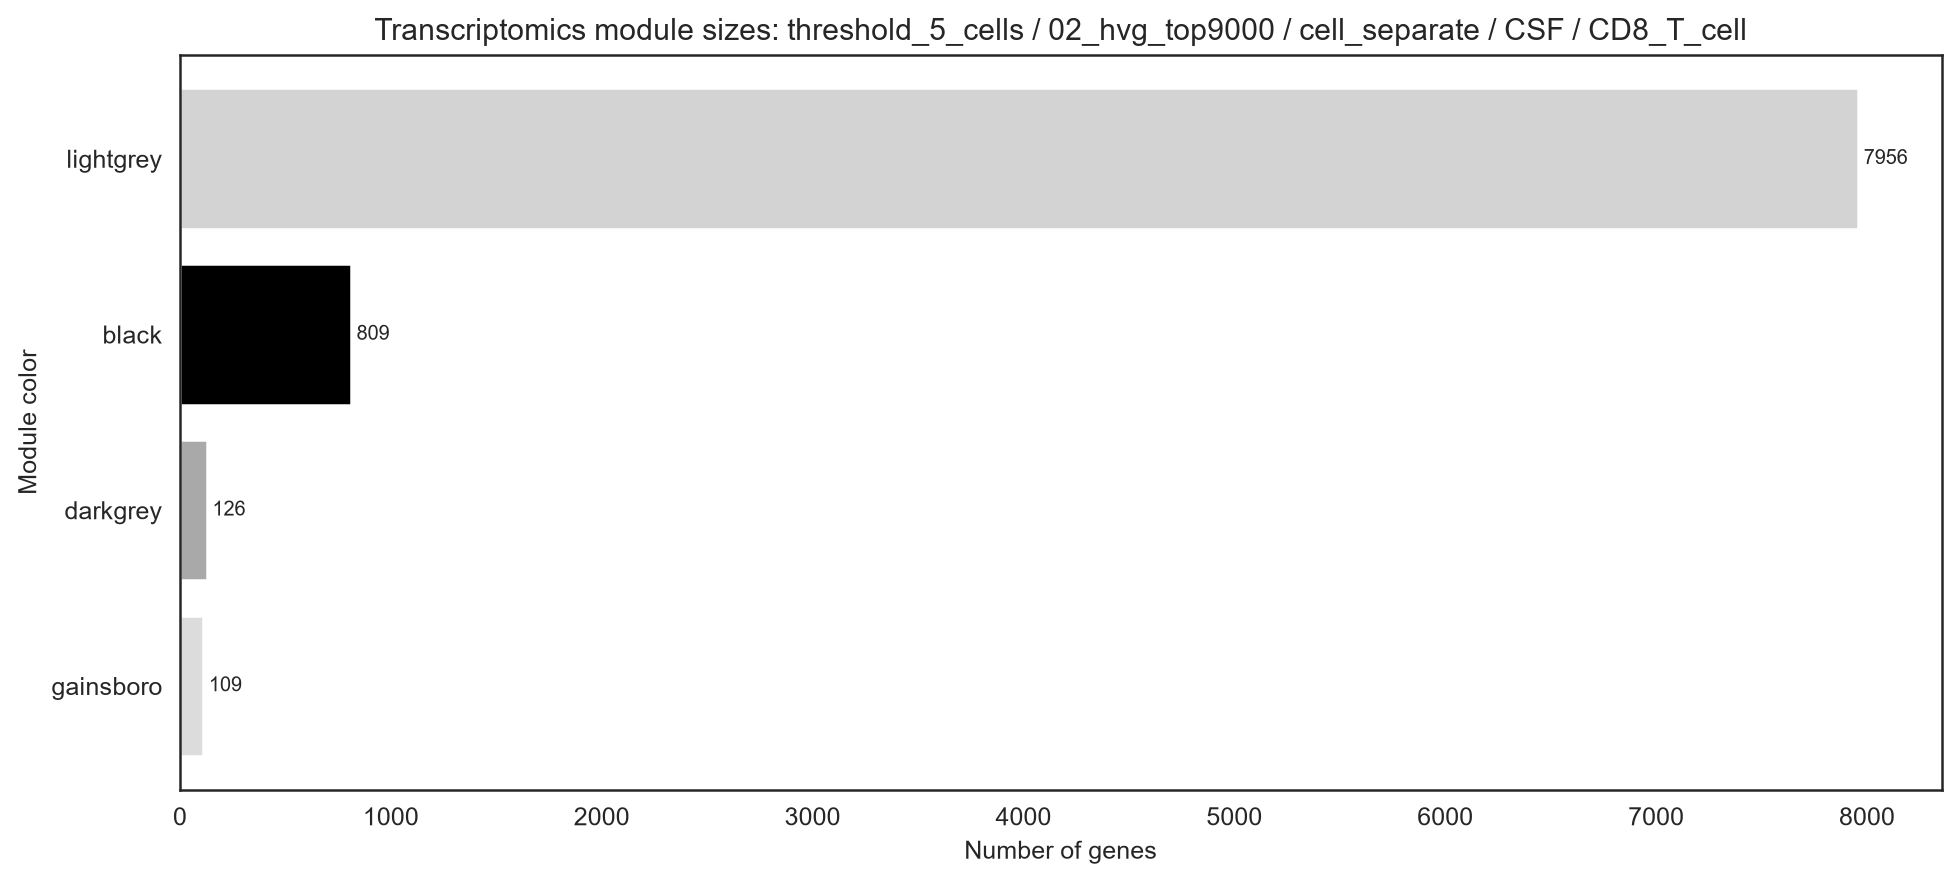 Transcriptomics module sizes: threshold_5_cells / 02_hvg_top9000 / cell_separate / CSF / CD8_T_cell
Module color
lightgrey
7956
black
809
darkgrey
126
gainsboro
109
0 1000 2000 3000 4000 5000 6000 7000 8000
Number of genes